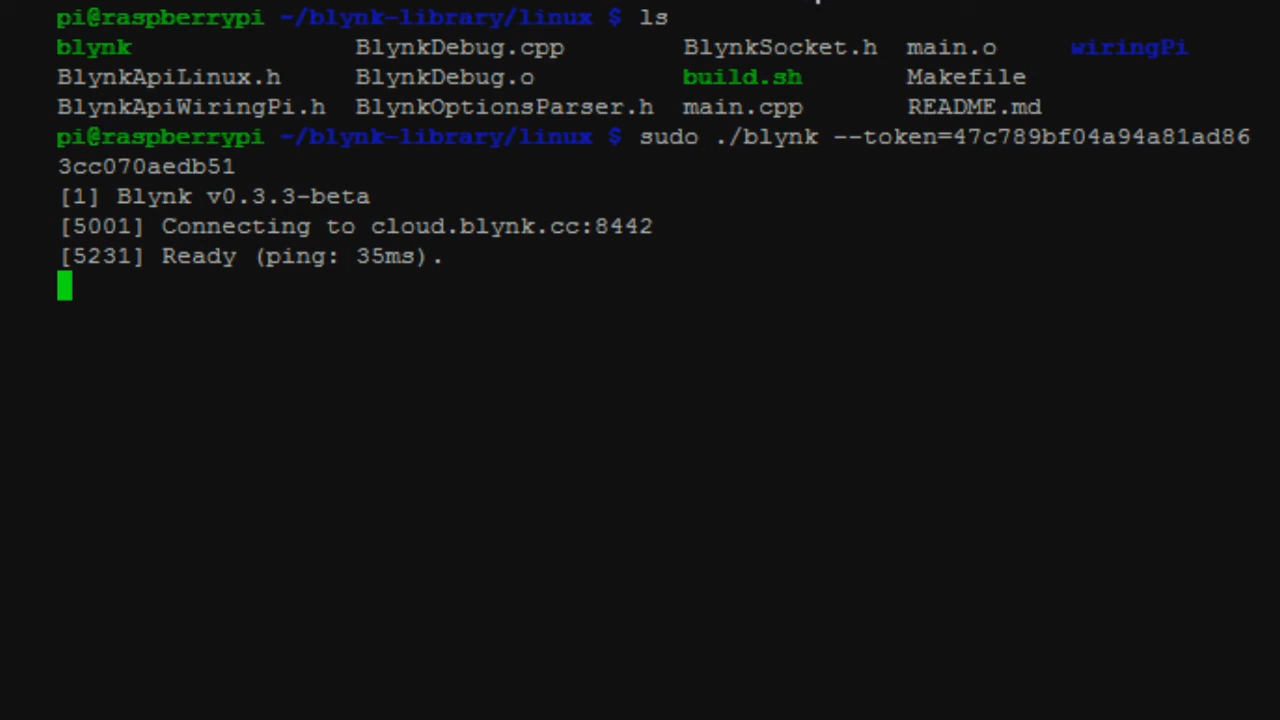 pi@raspberrypi ~/blynk-library/linux $ ls
blynk BlynkDebug.cpp BlynkSocket.h main.o wiringPi
BlynkApiLinux.h BlynkDebug.o build.sh Makefile
BlynkApiWiringPi.h BlynkOptionsParser.h main.cpp README.md
pi@raspberrypi ~/blynk-library/linux $ sudo ./blynk --token=47c789bf04a94a81ad86
3cc070aedb51
[1] Blynk v0.3.3-beta
[5001] Connecting to cloud.blynk.cc:8442
[5231] Ready (ping: 35ms).